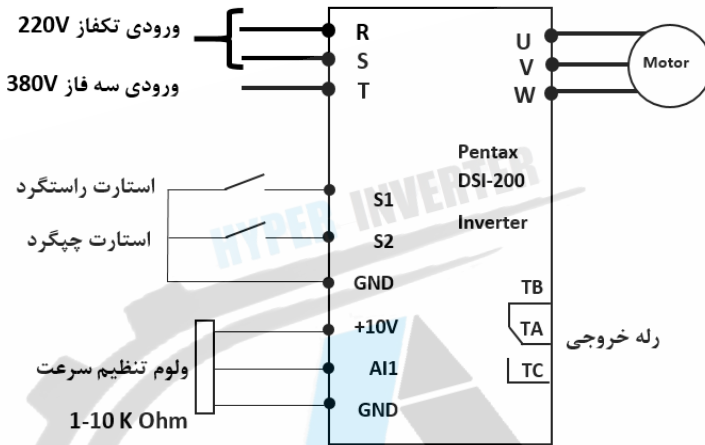 ورودی تکفاز 220V
ورودی سه فاز 380V
R
S
T
U
V
W
Motor
Pentax
DSI-200
Inverter
استارت راستگرد
استارت چپگرد
S1
S2
GND
+10V
AI1
GND
ولوم تنظیم سرعت
1-10 K Ohm
TB
TA
TC
رله خروجی
HYPER INVERTER